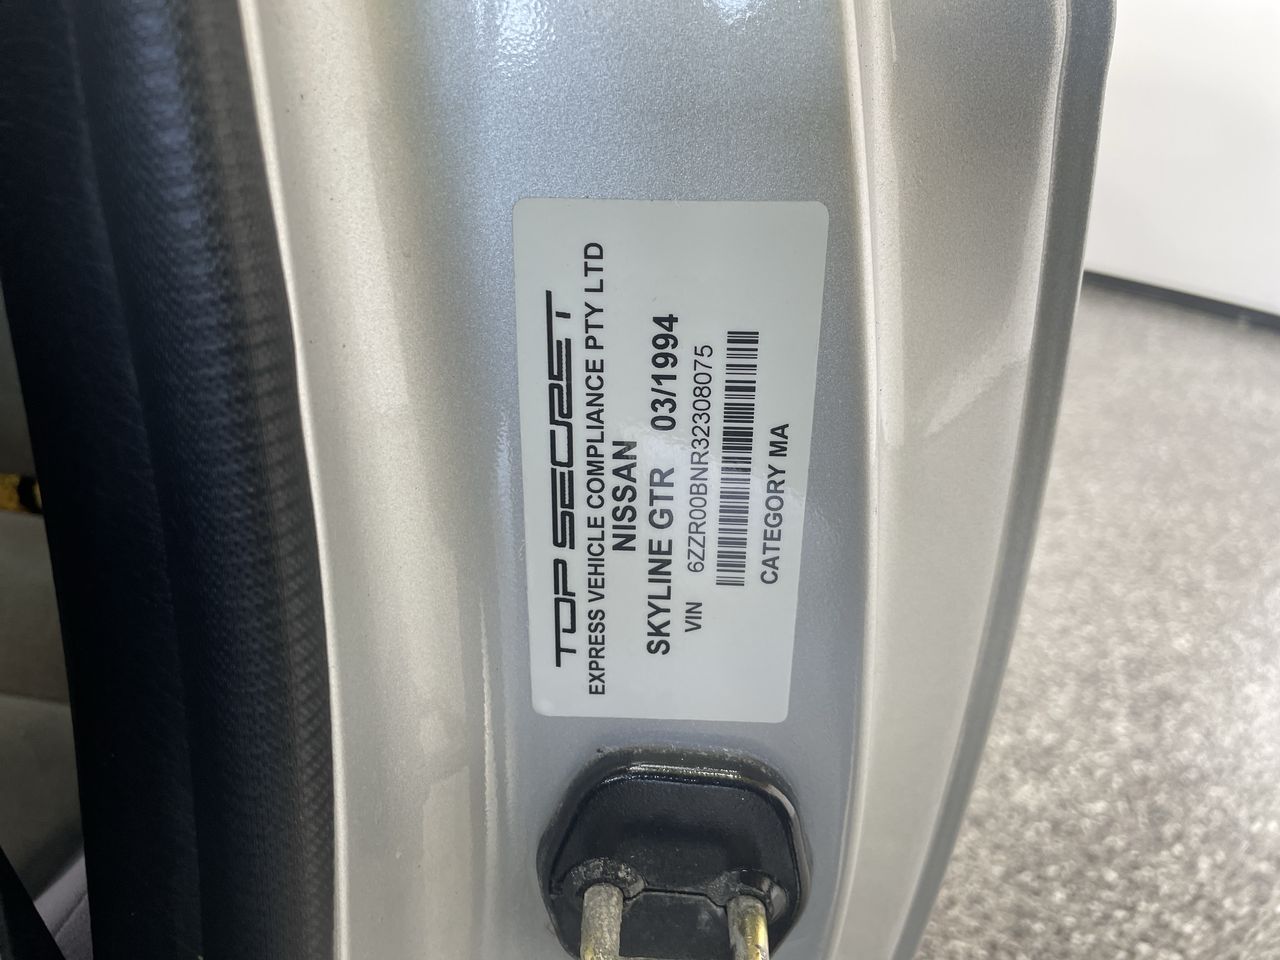 TOP SECRET
EXPRESS VEHICLE COMPLIANCE PTY LTD
NISSAN
SKYLINE GTR 03/1994
VIN 6ZZR00BNR32308075
CATEGORY MA